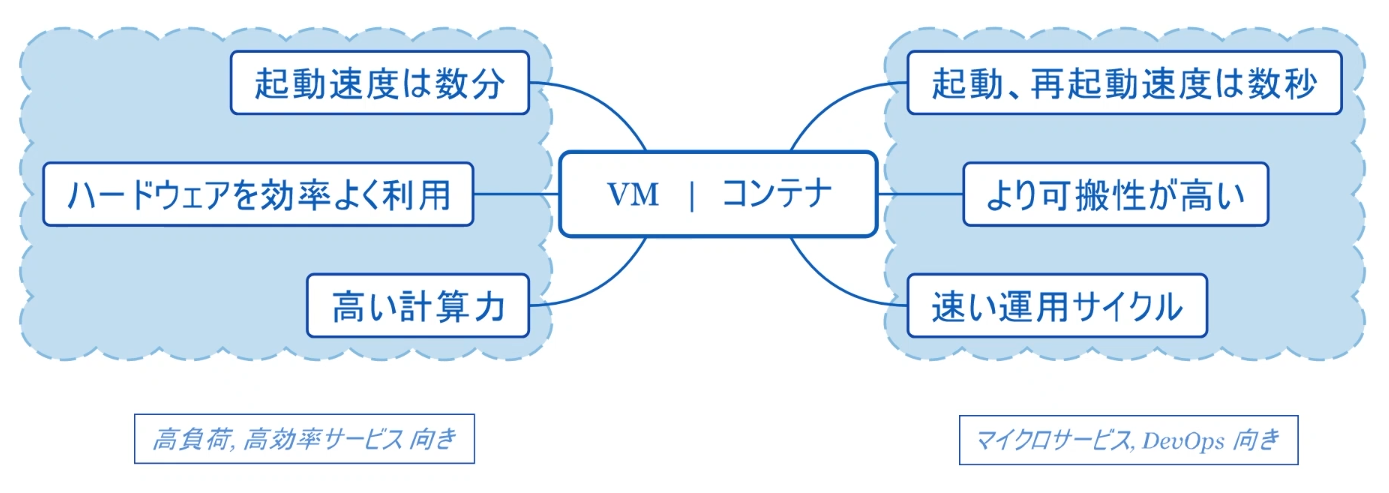 起動速度は数分
ハードウェアを効率よく利用
高い計算力
VM | コンテナ
起動、再起動速度は数秒
より可搬性が高い
速い運用サイクル
高負荷, 高効率サービス 向き
マイクロサービス, DevOps 向き